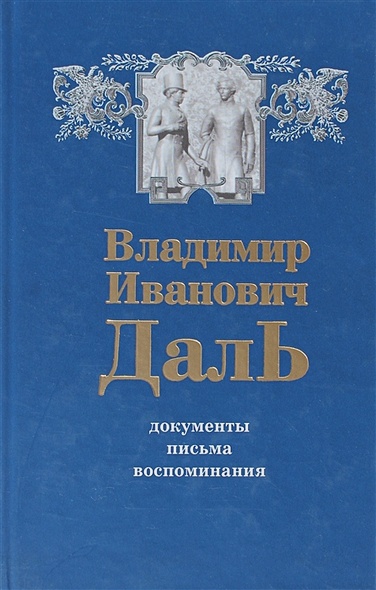 Владимир
Иванович
ДалЬ
документы
письма
воспоминания